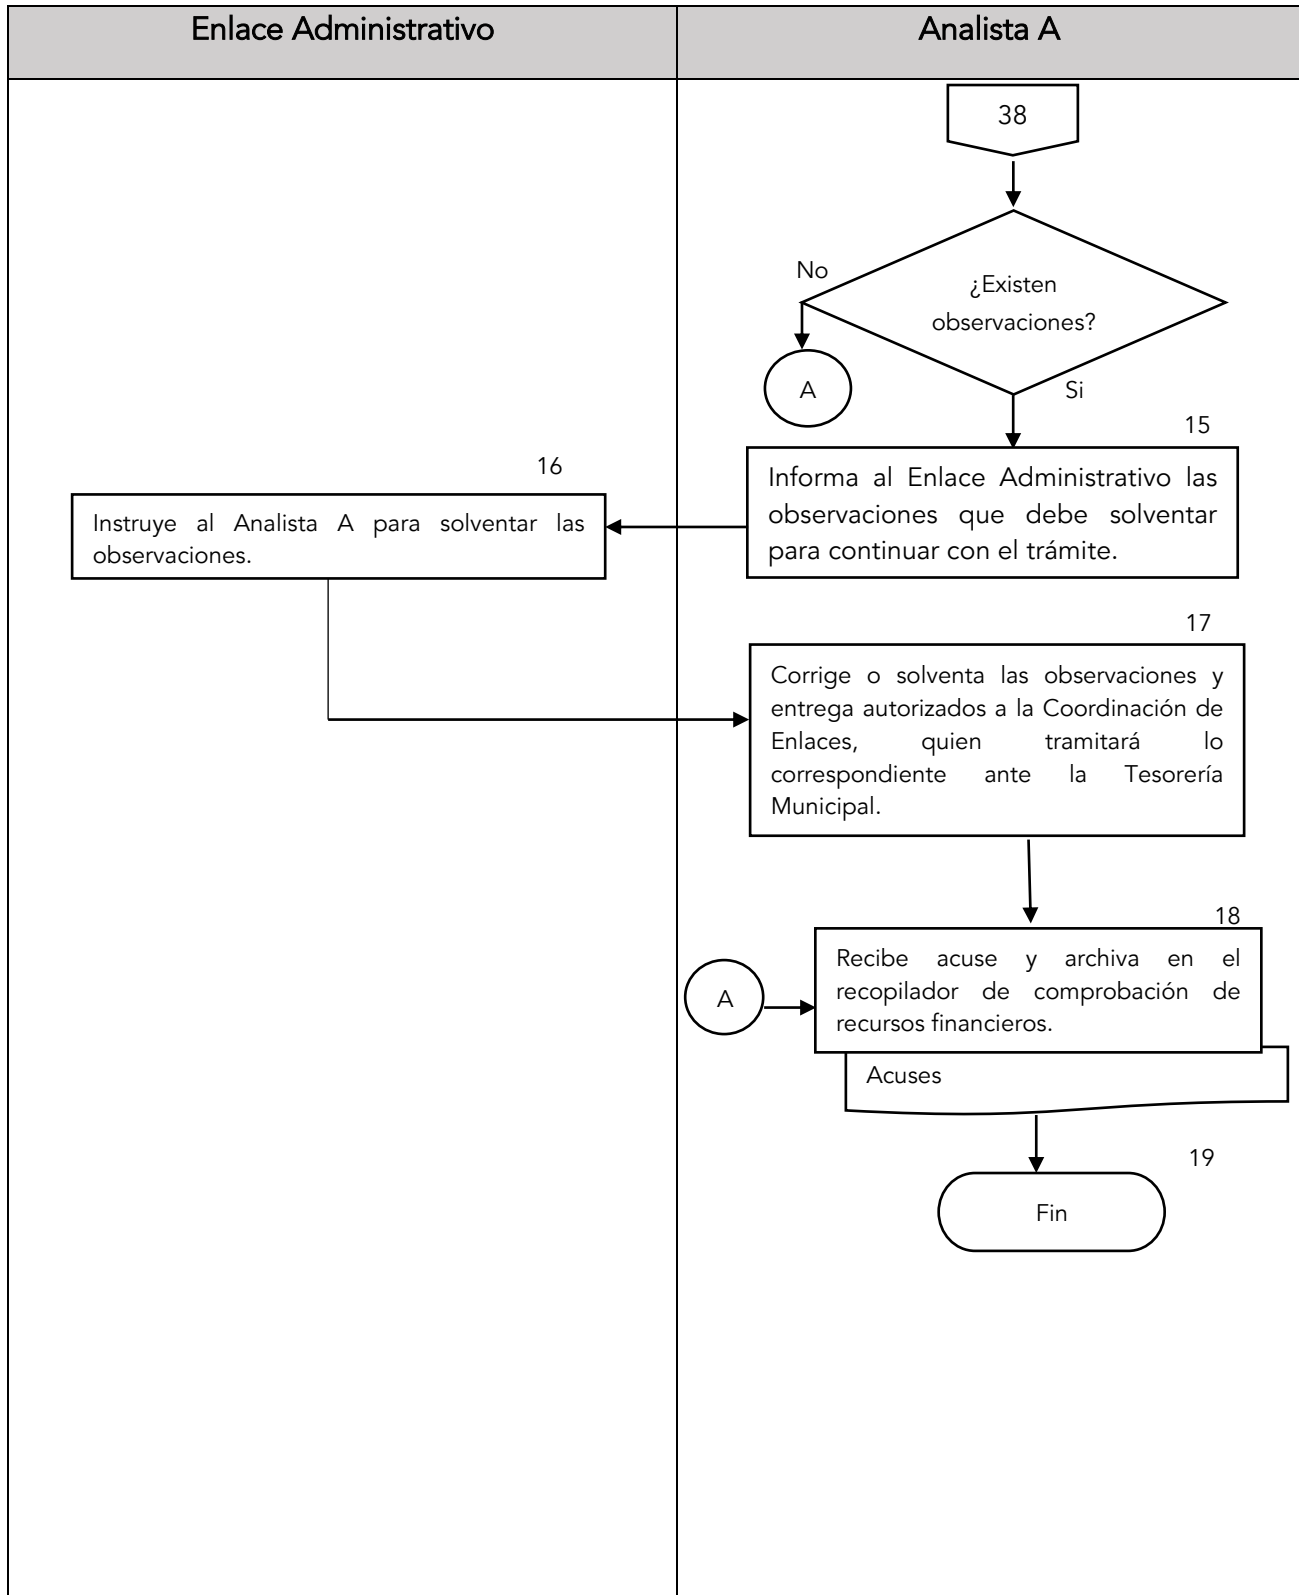 Enlace Administrativo
Analista A
38
No
¿Existen
observaciones?
A
Si
15
Informa al Enlace Administrativo las
observaciones que debe solventar
para continuar con el trámite.
16
Instruye al Analista A para solventar las
observaciones.
17
Corrige o solventa las observaciones y
entrega autorizados a la Coordinación de
Enlaces, quien tramitará lo
correspondiente ante la Tesorería
Municipal.
18
A
Recibe acuse y archiva en el
recopilador de comprobación de
recursos financieros.
Acuses
19
Fin